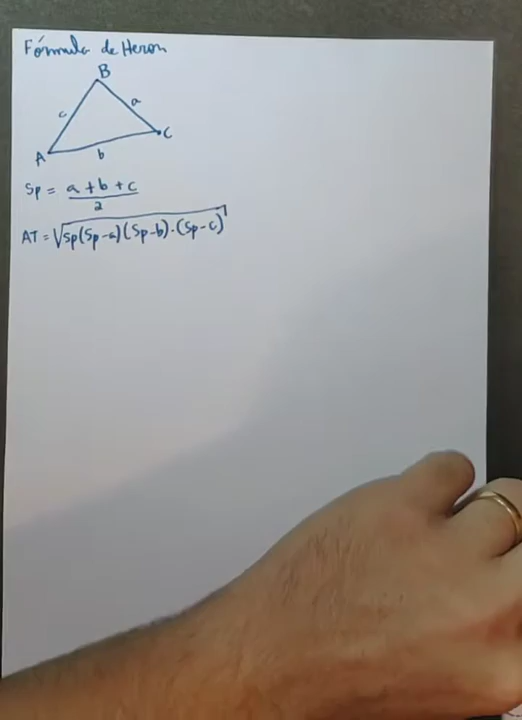 Fórmula de Heron
B
c
a
C
A
b
Sp = a + b + c / 2
AT = √Sp(Sp-a)(Sp-b)·(Sp-c)